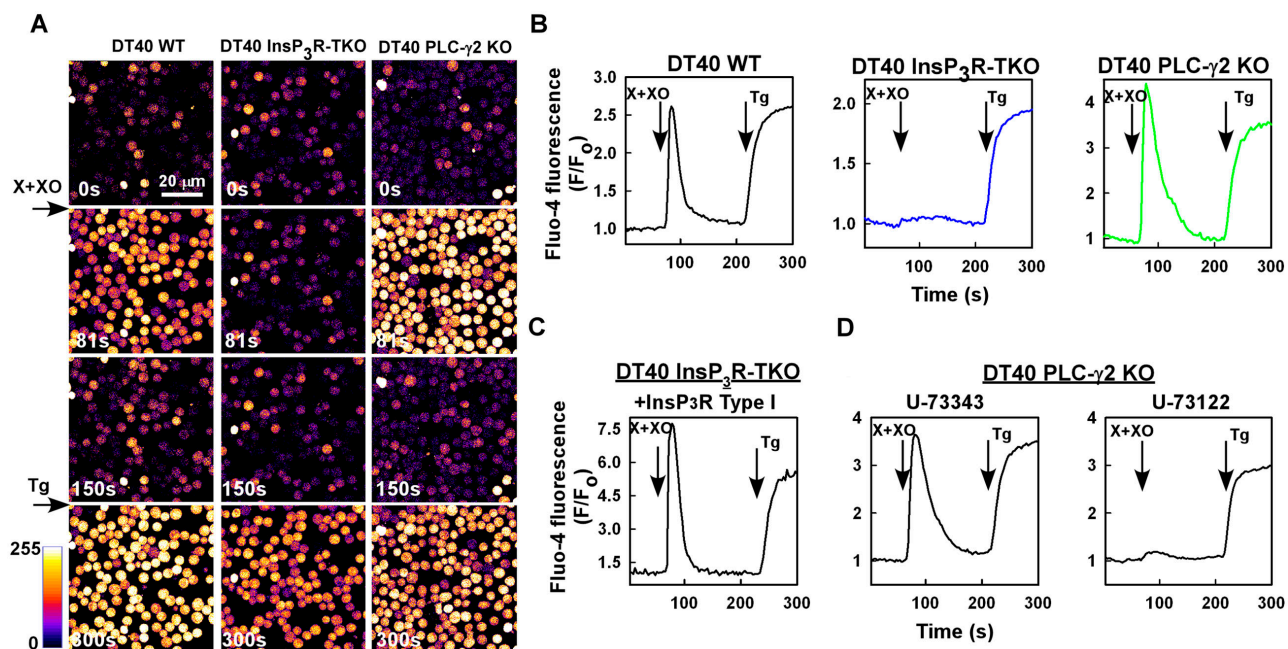 A
DT40 WT
DT40 InsP3R-TKO
DT40 PLC-γ2 KO
0s
20 μm
0s
0s
X+XO
81s
81s
81s
150s
150s
150s
Tg
255
0
300s
300s
300s
B
DT40 WT
Fluo-4 fluorescence
(F/Fo)
3.0
2.5
2.0
1.5
1.0
X+XO
Tg
100 200 300
DT40 InsP3R-TKO
2.0
1.5
1.0
X+XO
Tg
100 200 300
Time (s)
DT40 PLC-γ2 KO
4
3
2
1
X+XO
Tg
100 200 300
C
DT40 InsP3R-TKO
+InsP3R Type I
Fluo-4 fluorescence
(F/Fo)
7.5
6.0
4.5
3.0
1.5
X+XO
Tg
100 200 300
D
DT40 PLC-γ2 KO
U-73343
4
3
2
1
X+XO
Tg
100 200 300
Time (s)
U-73122
4
3
2
1
X+XO
Tg
100 200 300